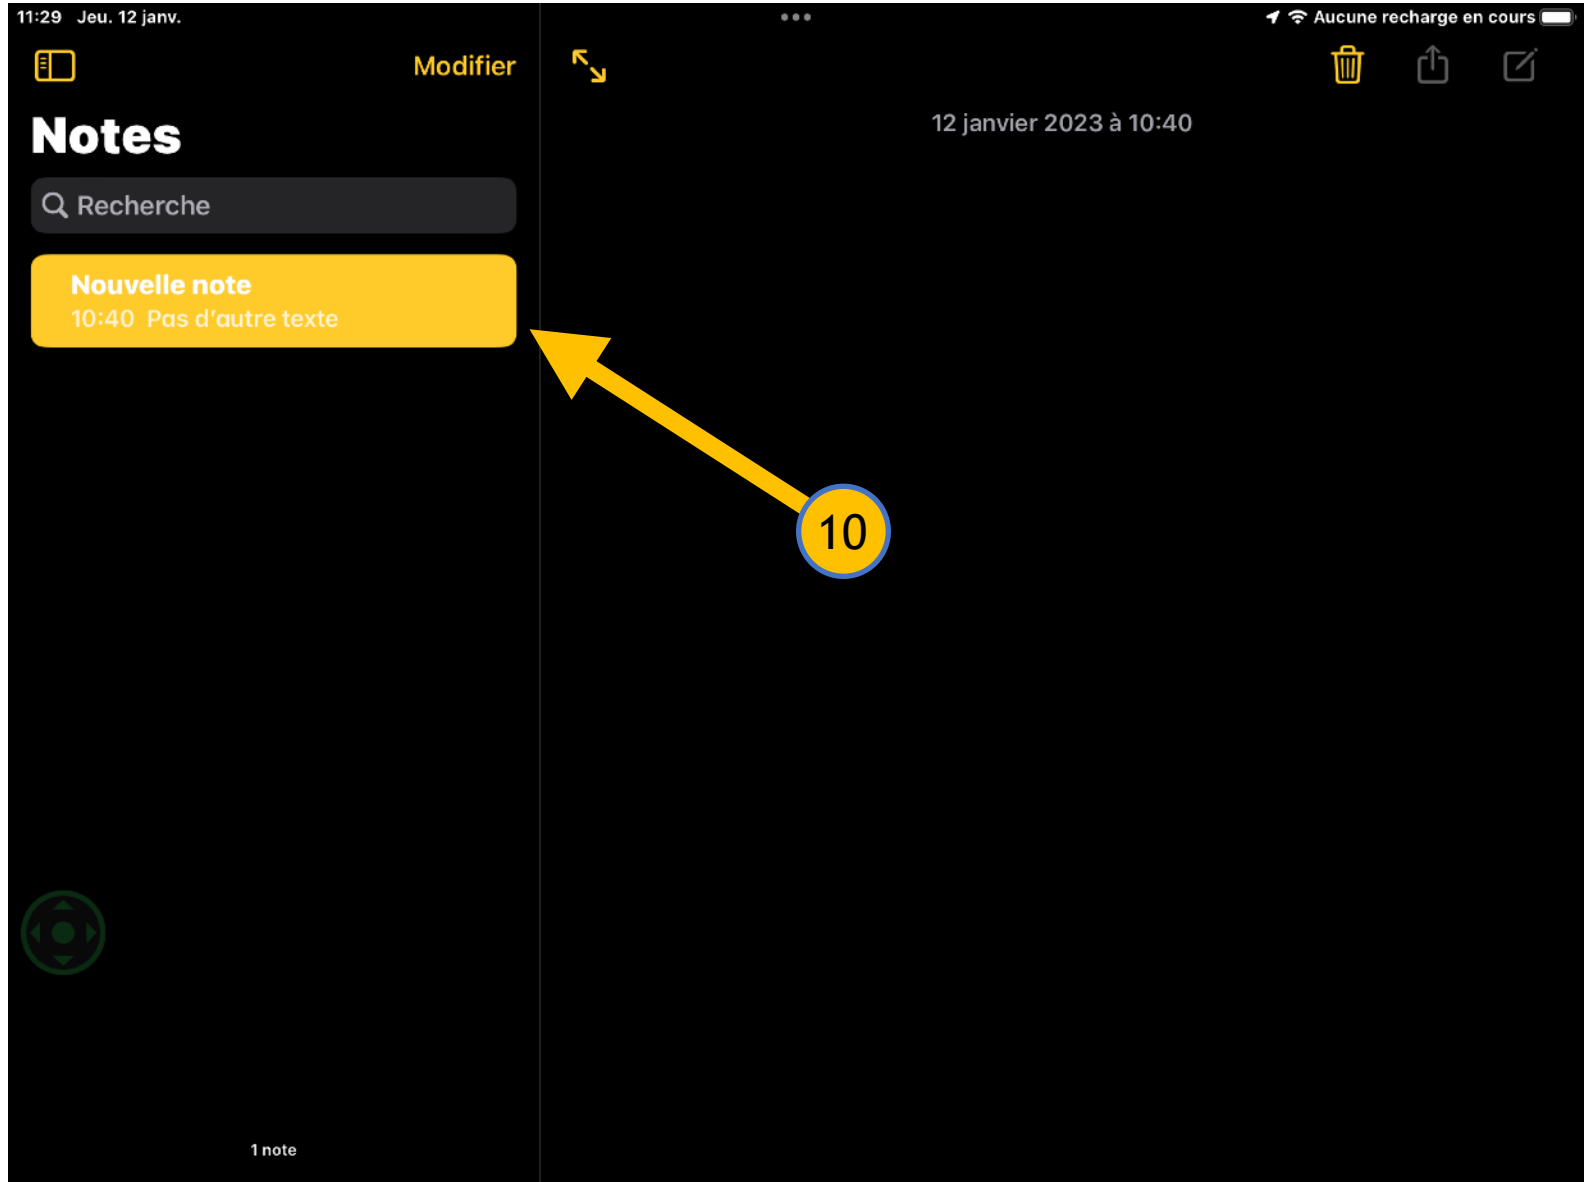 11:29 Jeu. 12 janv.
Aucune recharge en cours
Modifier
Notes
12 janvier 2023 à 10:40
Recherche
Nouvelle note
10:40 Pas d'autre texte
10
1 note